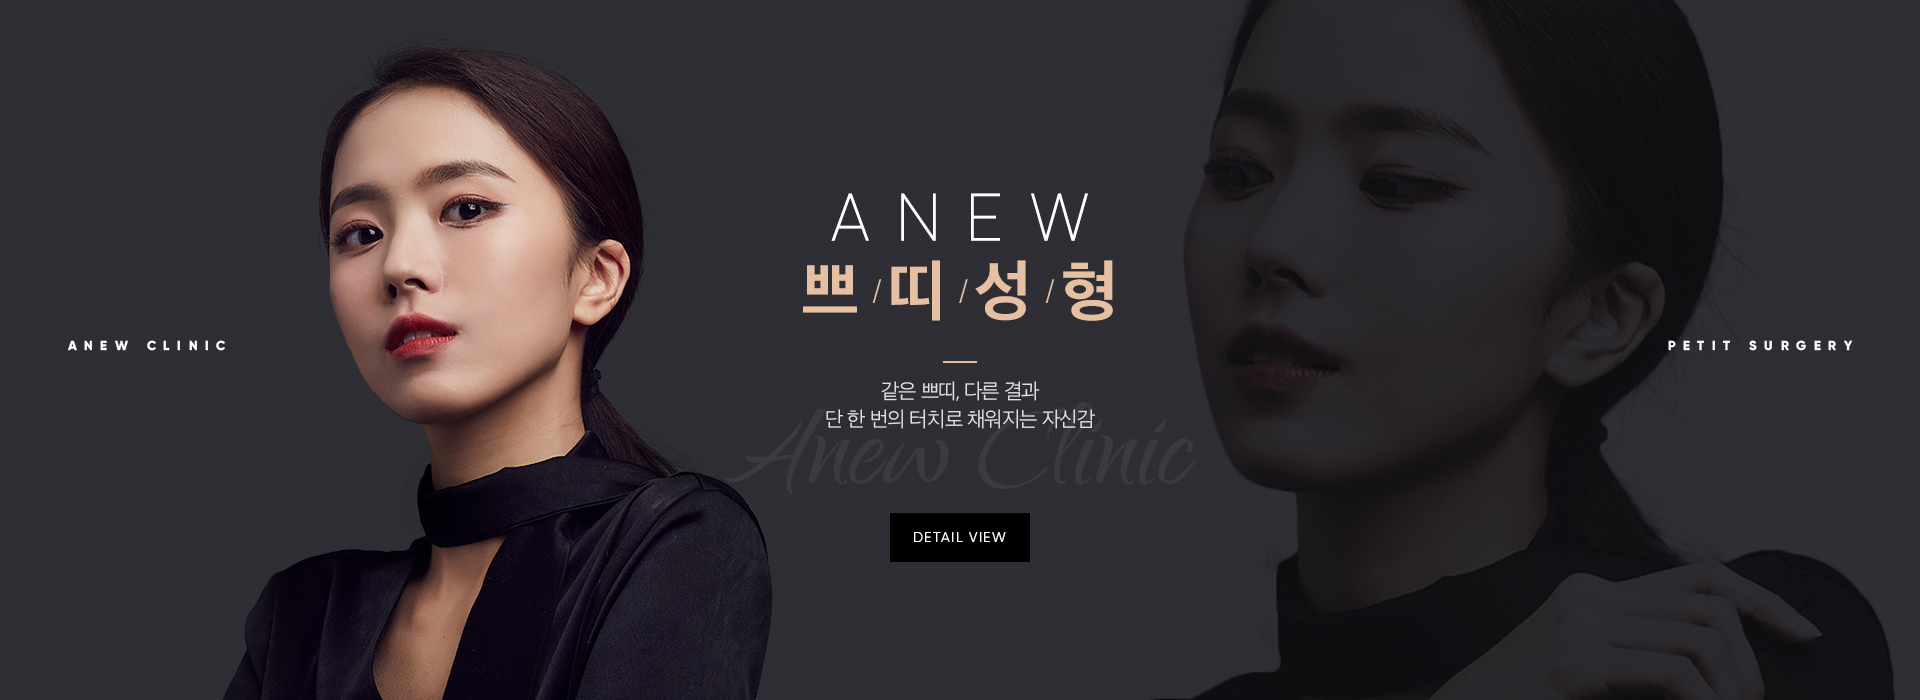 ANEW
쁘/띠/성/형
ANEW CLINIC
PETIT SURGERY
같은 쁘띠, 다른 결과
단 한 번의 터치로 채워지는 자신감
Anew Clinic
DETAIL VIEW